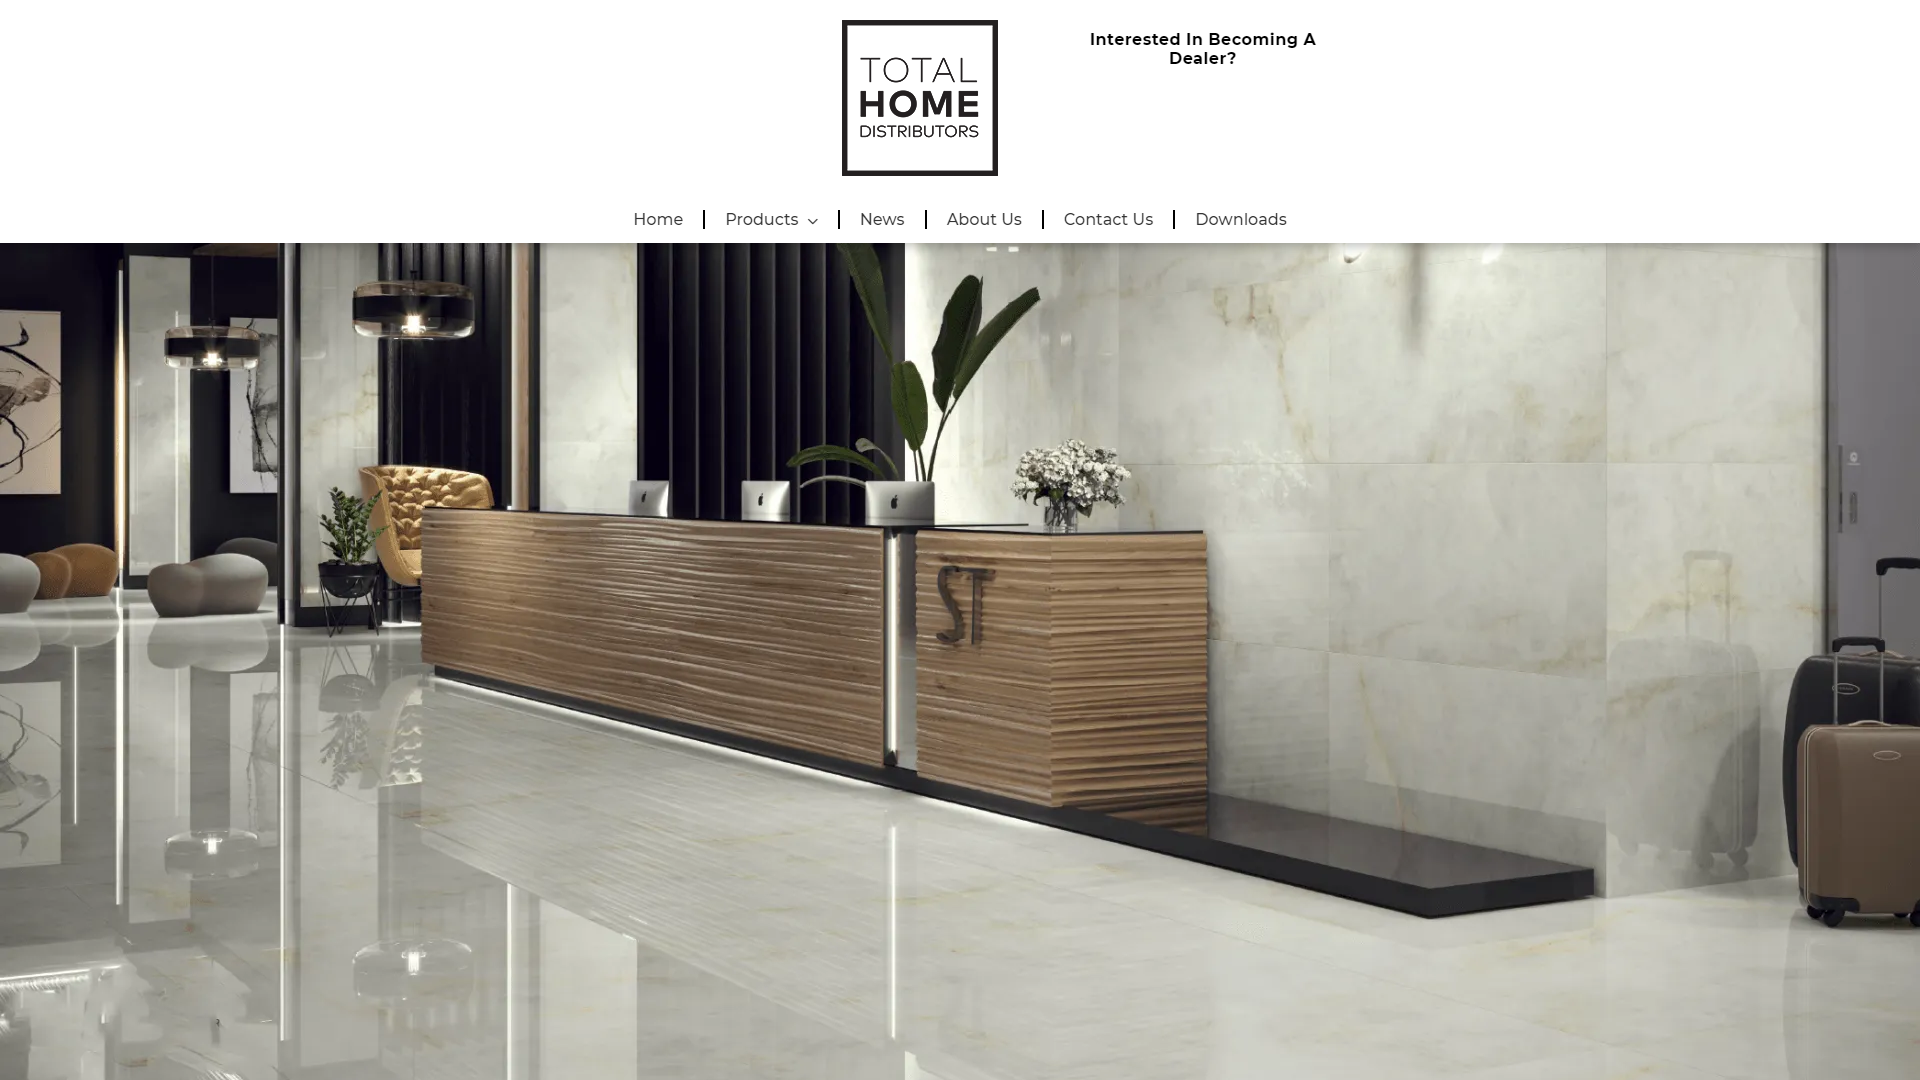 TOTAL
HOME
DISTRIBUTORS
Interested In Becoming A
Dealer?
Home
Products
News
About Us
Contact Us
Downloads
ST